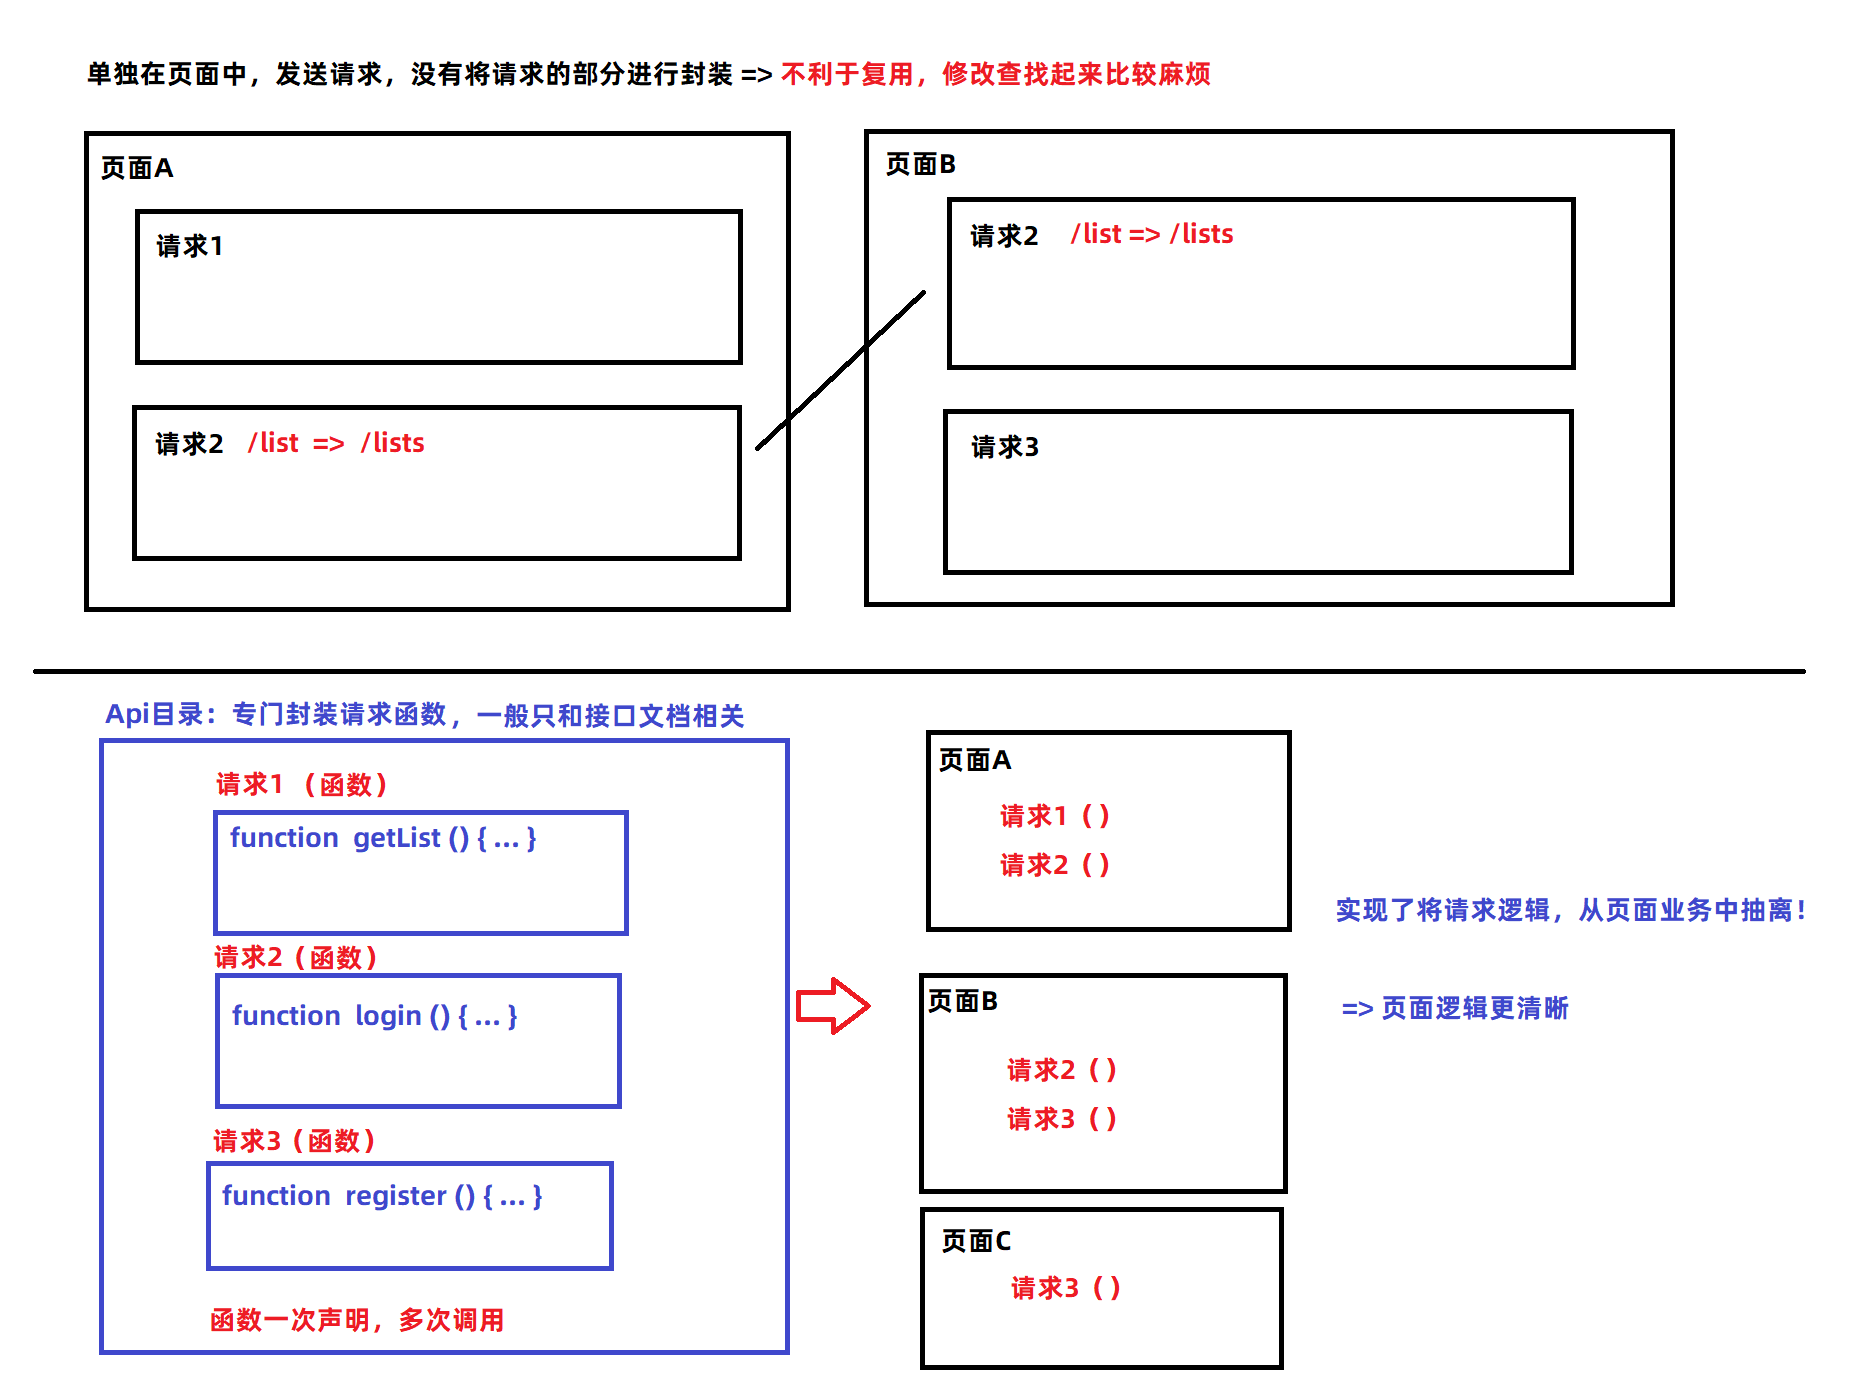 单独在页面中，发送请求，没有将请求的部分进行封装 => 不利于复用，修改查找起来比较麻烦
页面A
请求1
请求2 /list => /lists
页面B
请求2 /list => /lists
请求3
Api目录：专门封装请求函数，一般只和接口文档相关
请求1 （函数）
function getList () { ... }
请求2（函数）
function login () { ... }
请求3（函数）
function register () { ... }
函数一次声明，多次调用
页面A
请求1（）
请求2（）
页面B
请求2（）
请求3（）
页面C
请求3（）
实现了将请求逻辑，从页面业务中抽离！
=> 页面逻辑更清晰